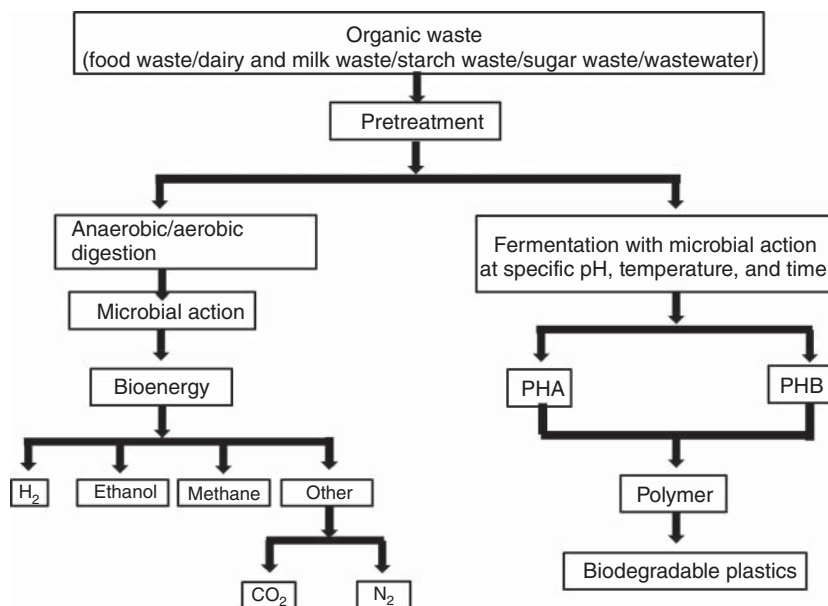 Organic waste
(food waste/dairy and milk waste/starch waste/sugar waste/wastewater)
Pretreatment
Anaerobic/aerobic
digestion
Microbial action
Bioenergy
H₂
Ethanol
Methane
Other
CO₂
N₂
Fermentation with microbial action
at specific pH, temperature, and time
PHA
PHB
Polymer
Biodegradable plastics